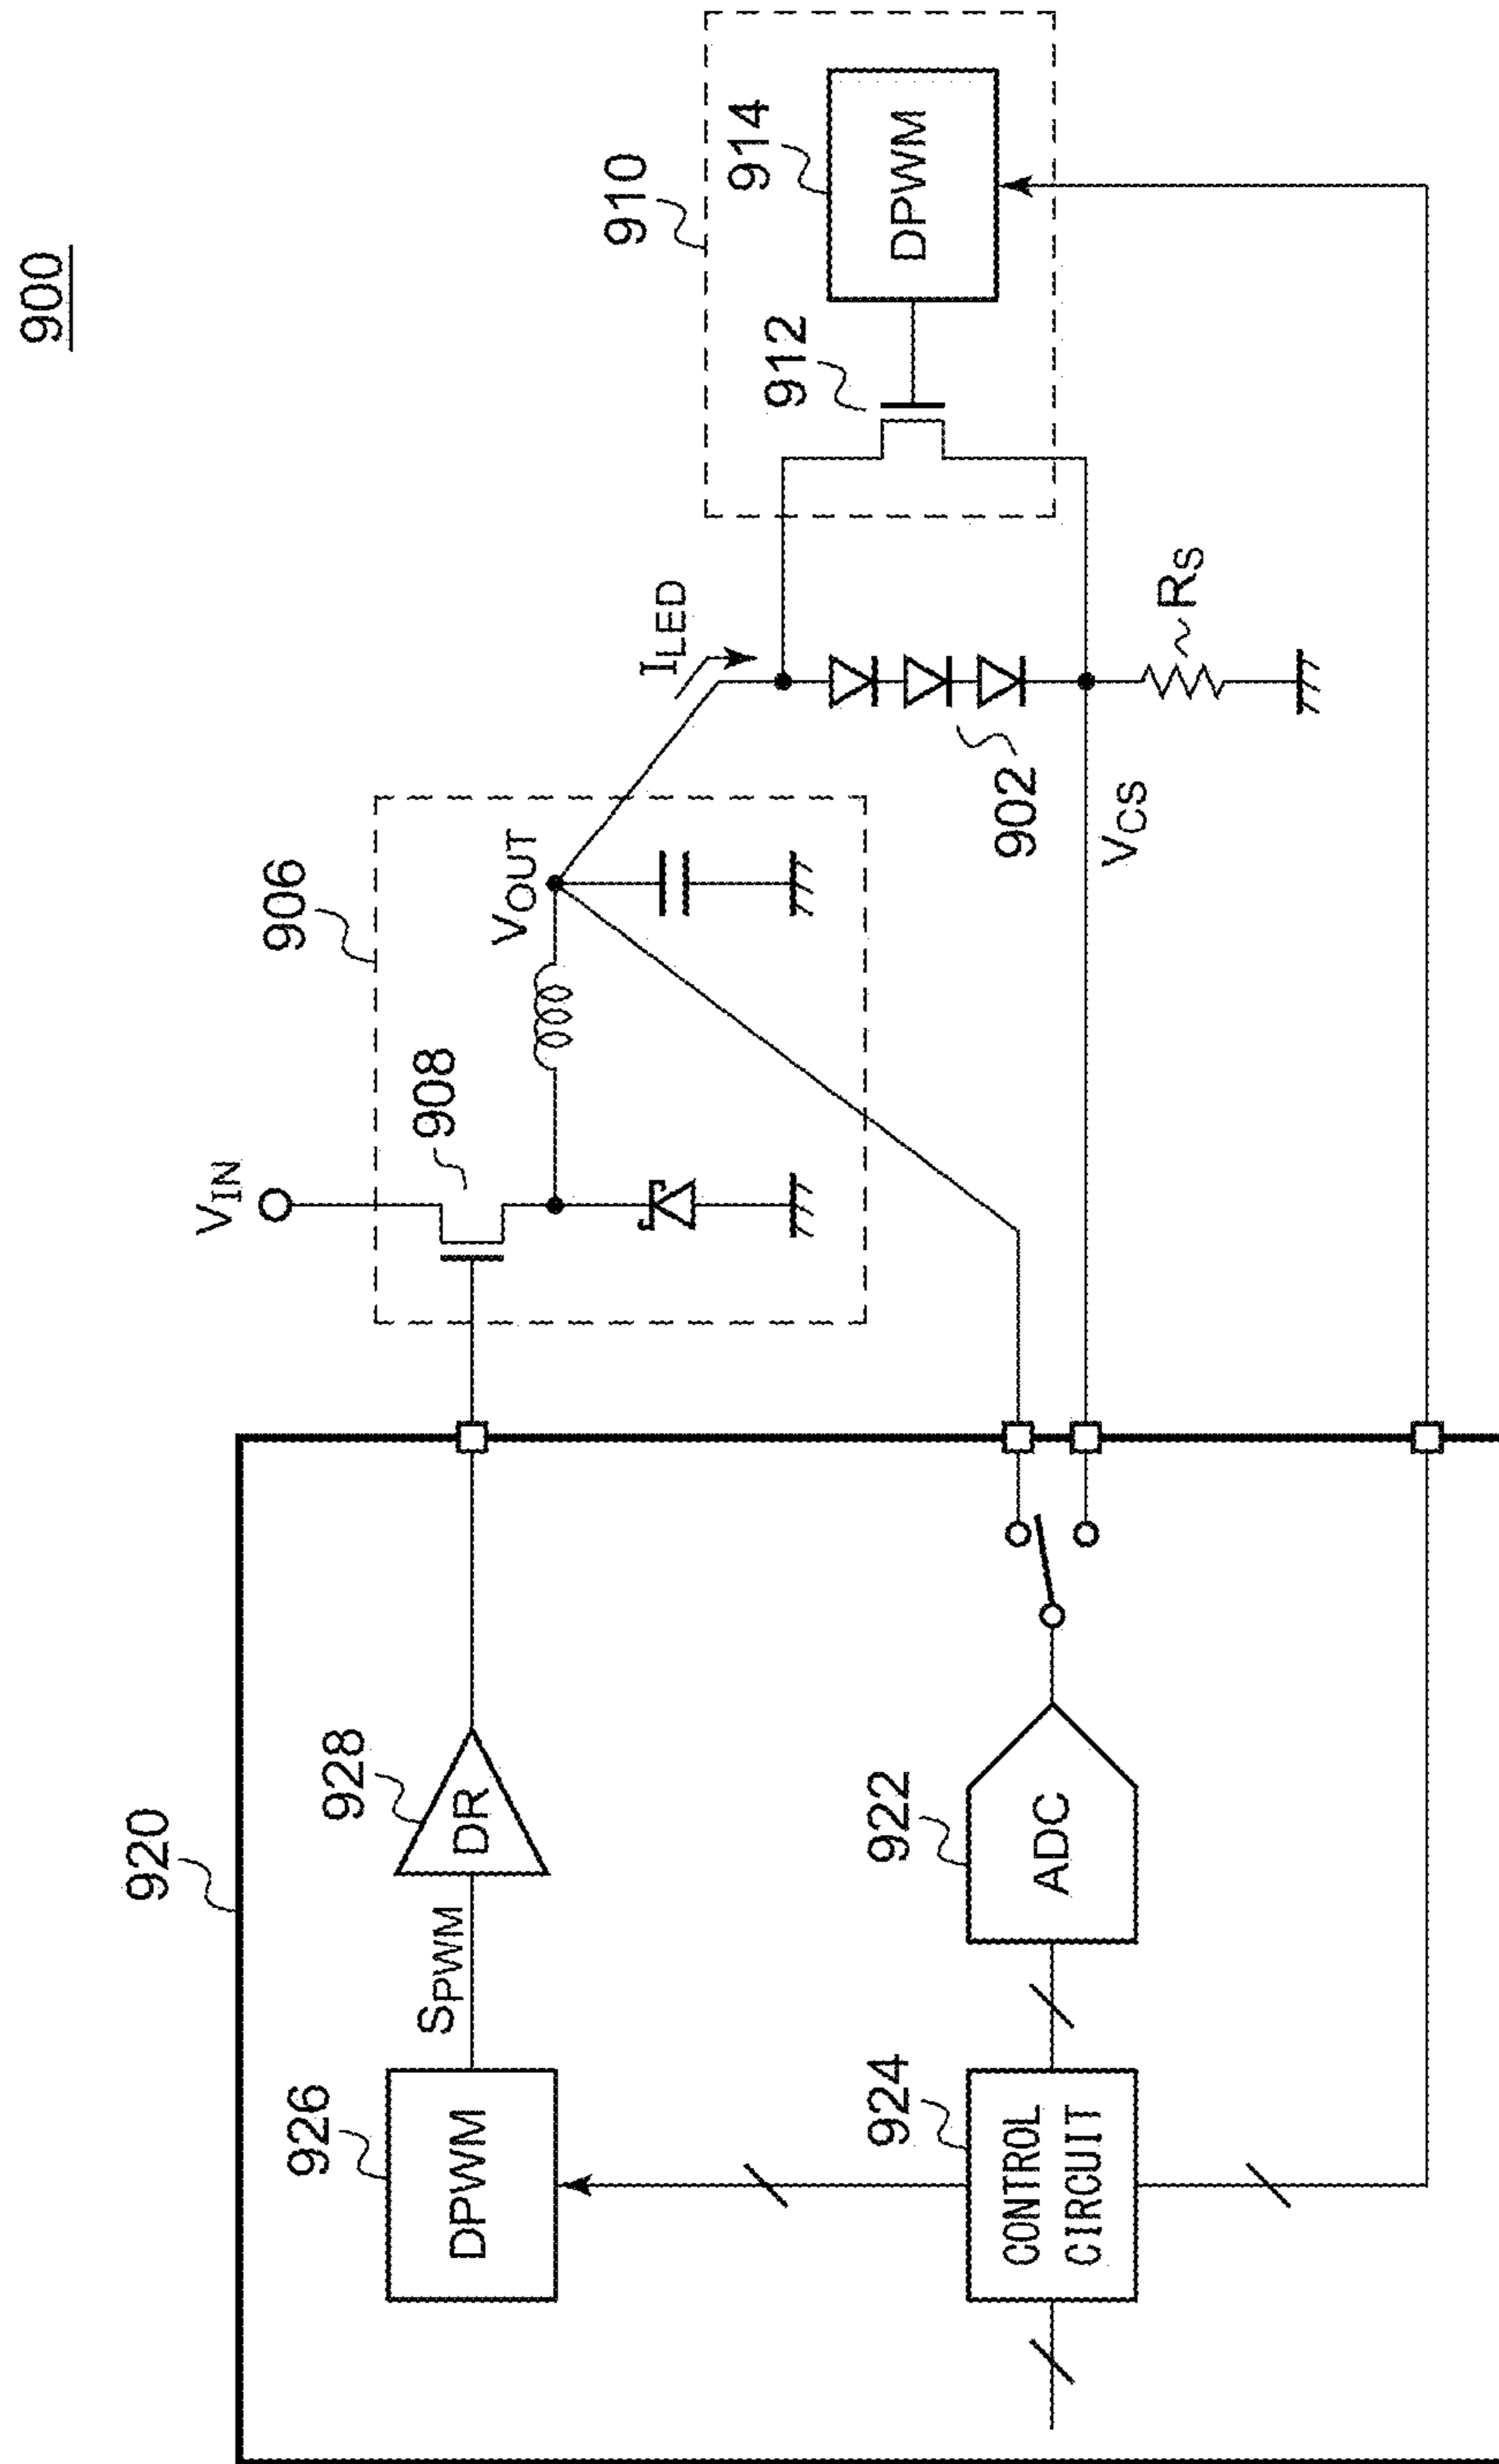 900
910
914
DPWM
912
I_LED
R_S
902
V_CS
906
V_OUT
908
V_IN
920
928
DR
S_PWM
926
DPWM
922
ADC
924
CONTROL
CIRCUIT